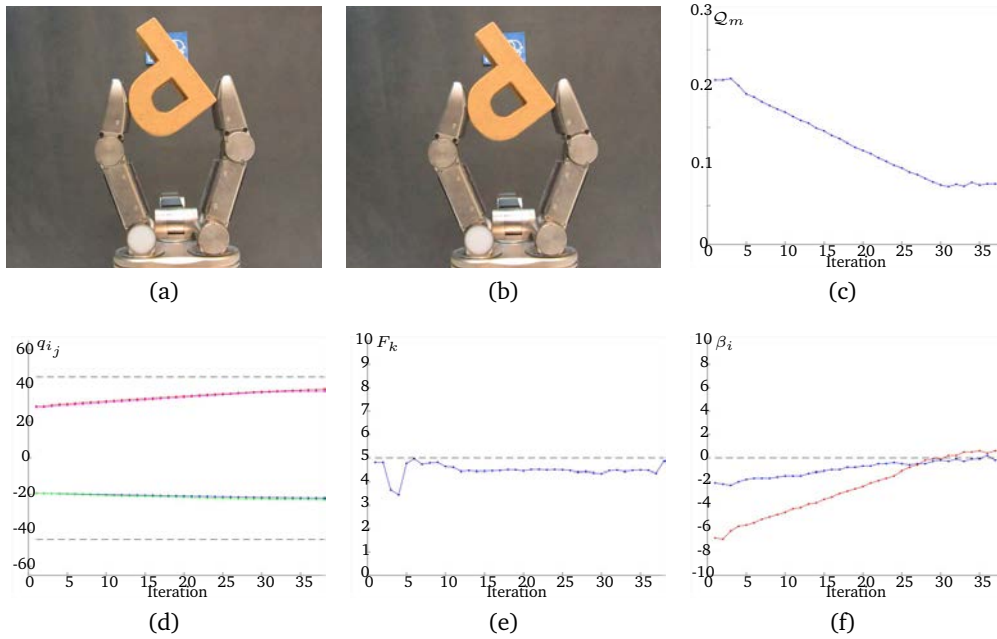 (a)
(b)
0.3
𝒬m
0.2
0.1
0
0 5 10 15 20 25 30 35
Iteration
(c)
60
q_{i_j}
40
20
0
-20
-40
-60
0 5 10 15 20 25 30 35
Iteration
(d)
10
F_k
9
8
7
6
5
4
3
2
1
0
0 5 10 15 20 25 30 35
Iteration
(e)
10
β_i
8
6
4
2
0
-2
-4
-6
-8
-10
0 5 10 15 20 25 30 35
Iteration
(f)